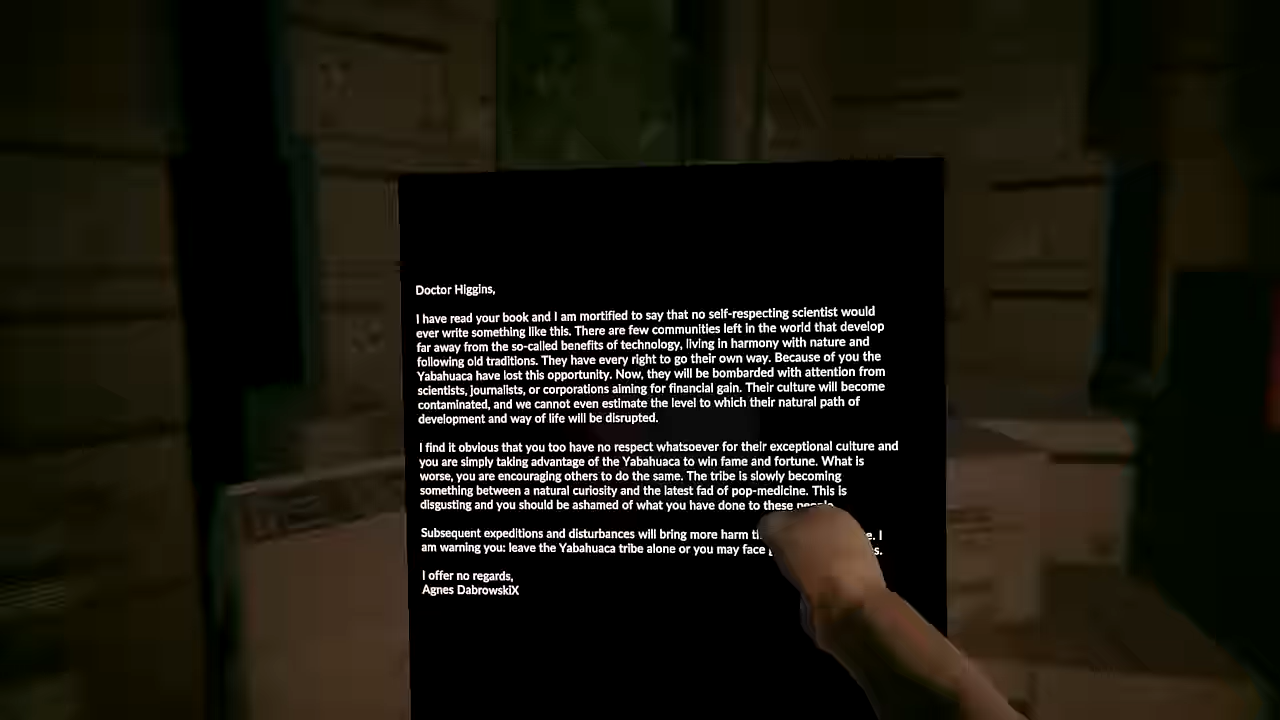 Doctor Higgins,
I have read your book and I am mortified to say that no self-respecting scientist would
ever write something like this. There are few communities left in the world that develop
far away from the so-called benefits of technology, living in harmony with nature and
following old traditions. They have every right to go their own way. Because of you the
Yabahuaca have lost this opportunity. Now, they will be bombarded with attention from
scientists, journalists, or corporations aiming for financial gain. Their culture will become
contaminated, and we cannot even estimate the level to which their natural path of
development and way of life will be disrupted.
I find it obvious that you too have no respect whatsoever for their exceptional culture and
you are simply taking advantage of the Yabahuaca to win fame and fortune. What is
worse, you are encouraging others to do the same. The tribe is slowly becoming
something between a natural curiosity and the latest fad of pop-medicine. This is
disgusting and you should be ashamed of what you have done to these
Subsequent expeditions and disturbances will bring more harm I
am warning you: leave the Yabahuaca tribe alone or you may face
I offer no regards,
Agnes DabrowskiX